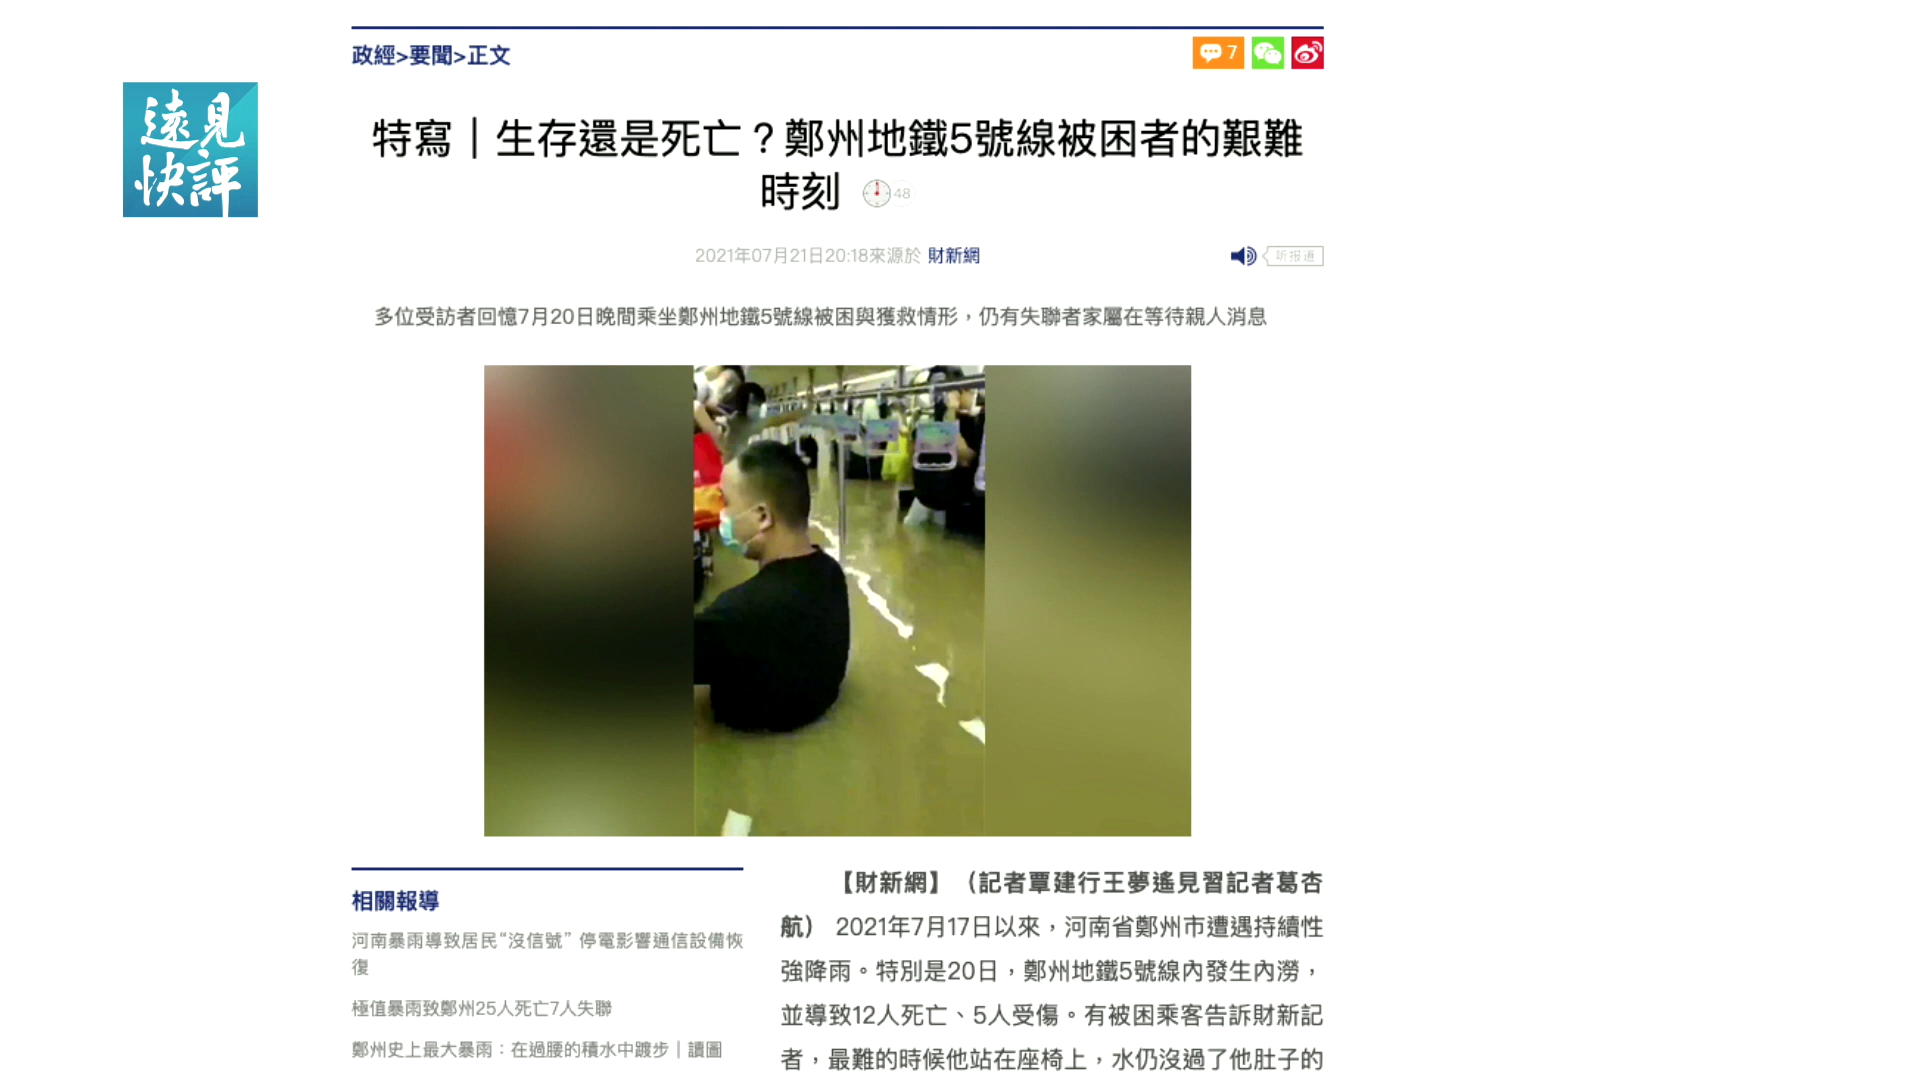 政經>要聞>正文
7
遠見
快評
特寫｜生存還是死亡？鄭州地鐵5號線被困者的艱難
時刻 48
2021年07月21日20:18來源於 財新網
听报道
多位受訪者回憶7月20日晚間乘坐鄭州地鐵5號線被困與獲救情形，仍有失聯者家屬在等待親人消息
相關報導
河南暴雨導致居民“沒信號” 停電影響通信設備恢
復
極值暴雨致鄭州25人死亡7人失聯
鄭州史上最大暴雨：在過腰的積水中踱步｜讀圖
【財新網】（記者覃建行王夢遙見習記者葛杏
航） 2021年7月17日以來，河南省鄭州市遭遇持續性
強降雨。特別是20日，鄭州地鐵5號線內發生內澇，
並導致12人死亡、5人受傷。有被困乘客告訴財新記
者，最難的時候他站在座椅上，水仍沒過了他肚子的